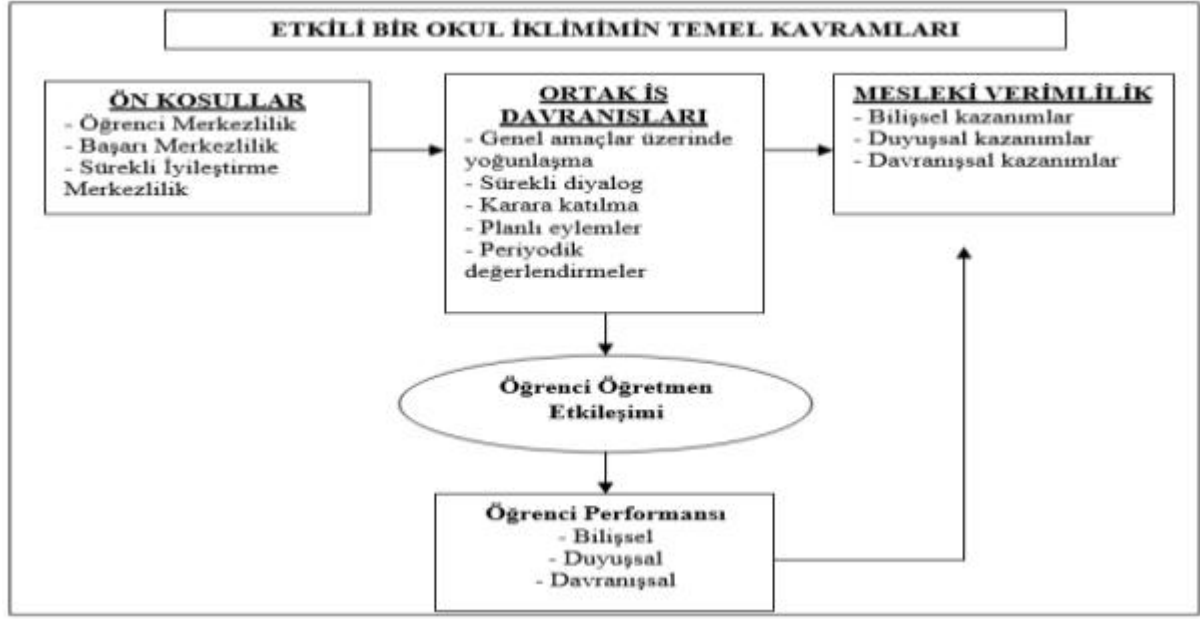 ETKİLİ BİR OKUL İKLİMİMİN TEMEL KAVRAMLARI
ÖN KOSULLAR
- Öğrenci Merkezlilik
- Başarı Merkezlilik
- Sürekli İyileştirme
Merkezlilik
ORTAK İS
DAVRANISLARI
- Genel amaçlar üzerinde
yoğunlaşma
- Sürekli diyalog
- Karara katılma
- Planlı eylemler
- Periyodik
değerlendirmeler
MESLEKİ VERİMLİLİK
- Bilişsel kazanımlar
- Duyuşsal kazanımlar
- Davranışsal kazanımlar
Öğrenci Öğretmen
Etkileşimi
Öğrenci Performansı
- Bilişsel
- Duyuşsal
- Davranışsal